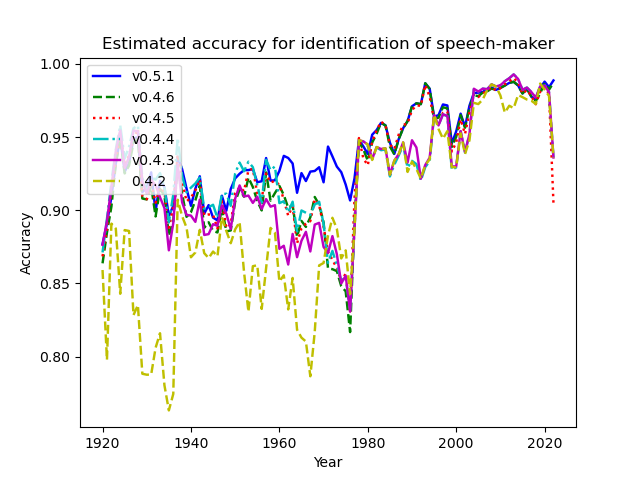 Estimated accuracy for identification of speech-maker
v0.5.1
v0.4.6
v0.4.5
v0.4.4
v0.4.3
0.4.2
1.00
0.95
0.90
0.85
0.80
Accuracy
1920 1940 1960 1980 2000 2020
Year